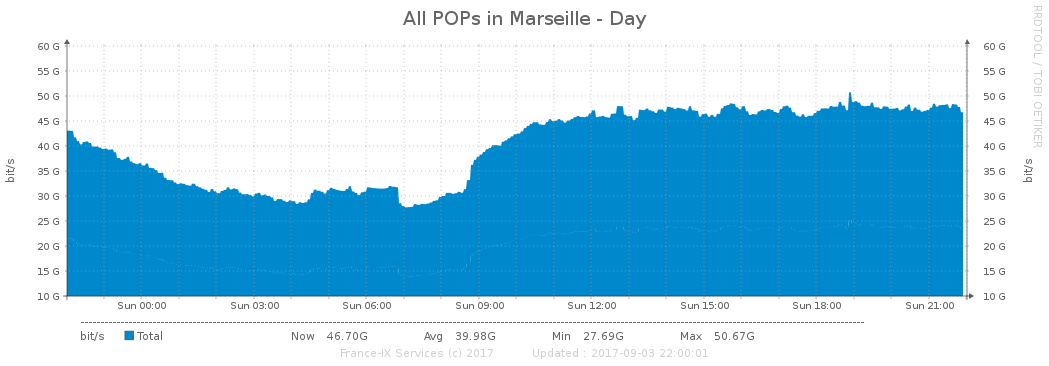 All POPs in Marseille - Day
RRDTOOL / TOBI OETIKER
60 G 60 G
55 G 55 G
50 G 50 G
45 G 45 G
40 G 40 G
35 G 35 G
30 G 30 G
25 G 25 G
20 G 20 G
15 G 15 G
10 G 10 G
bit/s
bit/s
Sun 00:00 Sun 03:00 Sun 06:00 Sun 09:00 Sun 12:00 Sun 15:00 Sun 18:00 Sun 21:00
bit/s Total Now 46.70G Avg 39.98G Min 27.69G Max 50.67G
France-IX Services (c) 2017 Updated : 2017-09-03 22:00:01